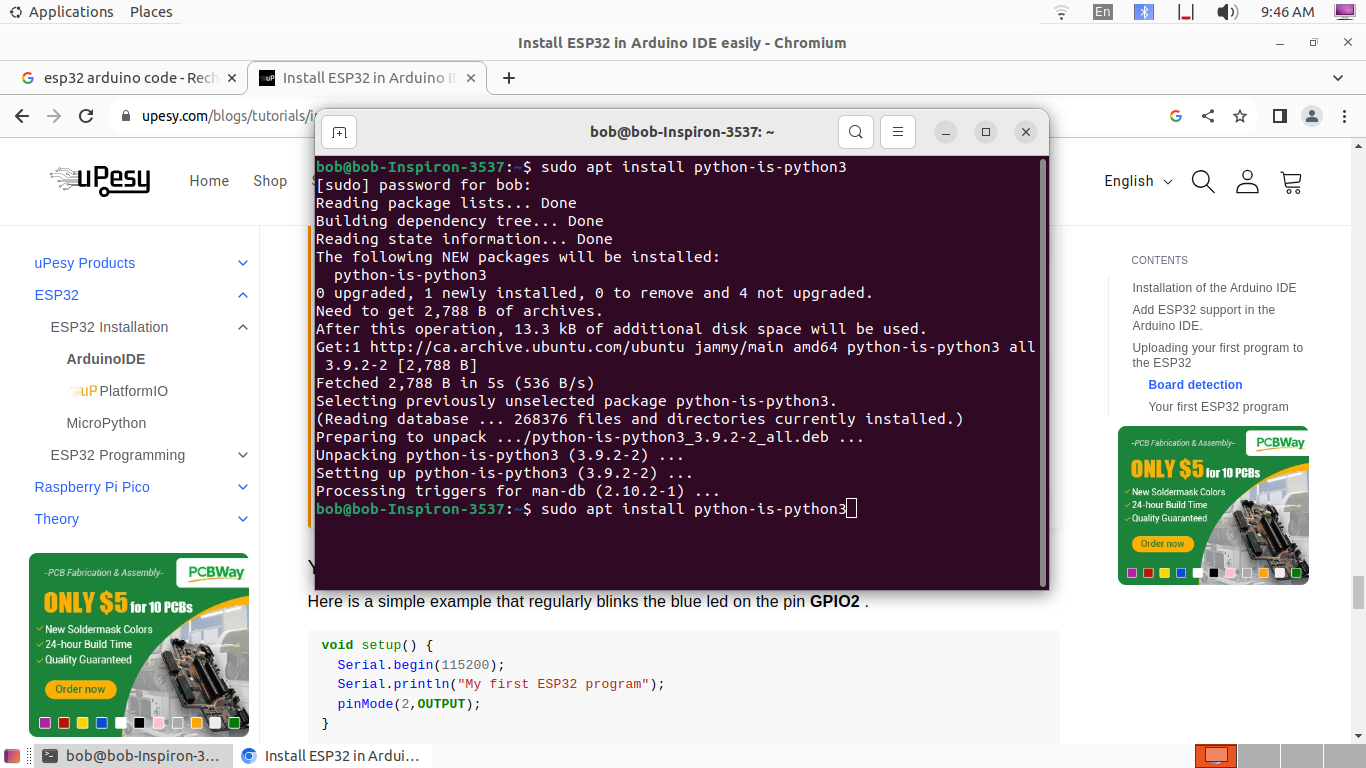 Applications Places En 9:46 AM
Install ESP32 in Arduino IDE easily - Chromium
esp32 arduino code - Rech
uP Install ESP32 in Arduino I
upesy.com/blogs/tutorials/i
bob@bob-Inspiron-3537: ~
bob@bob-Inspiron-3537:~$ sudo apt install python-is-python3
[sudo] password for bob:
Reading package lists... Done
Building dependency tree... Done
Reading state information... Done
The following NEW packages will be installed:
  python-is-python3
0 upgraded, 1 newly installed, 0 to remove and 4 not upgraded.
Need to get 2,788 B of archives.
After this operation, 13.3 kB of additional disk space will be used.
Get:1 http://ca.archive.ubuntu.com/ubuntu jammy/main amd64 python-is-python3 all
 3.9.2-2 [2,788 B]
Fetched 2,788 B in 5s (536 B/s)
Selecting previously unselected package python-is-python3.
(Reading database ... 268376 files and directories currently installed.)
Preparing to unpack .../python-is-python3_3.9.2-2_all.deb ...
Unpacking python-is-python3 (3.9.2-2) ...
Setting up python-is-python3 (3.9.2-2) ...
Processing triggers for man-db (2.10.2-1) ...
bob@bob-Inspiron-3537:~$ sudo apt install python-is-python3
uPesy
Home Shop
English
uPesy Products
ESP32
ESP32 Installation
ArduinoIDE
uP PlatformIO
MicroPython
ESP32 Programming
Raspberry Pi Pico
Theory
-PCB Fabrication & Assembly- PCBWay
ONLY $5 for 10 PCBs
New Soldermask Colors
24-hour Build Time
Quality Guaranteed
Order now
Here is a simple example that regularly blinks the blue led on the pin GPIO2 .
void setup() {
  Serial.begin(115200);
  Serial.println("My first ESP32 program");
  pinMode(2,OUTPUT);
}
CONTENTS
Installation of the Arduino IDE
Add ESP32 support in the
Arduino IDE.
Uploading your first program to
the ESP32
Board detection
Your first ESP32 program
-PCB Fabrication & Assembly- PCBWay
ONLY $5 for 10 PCBs
New Soldermask Colors
24-hour Build Time
Quality Guaranteed
Order now
bob@bob-Inspiron-3... Install ESP32 in Ardui...